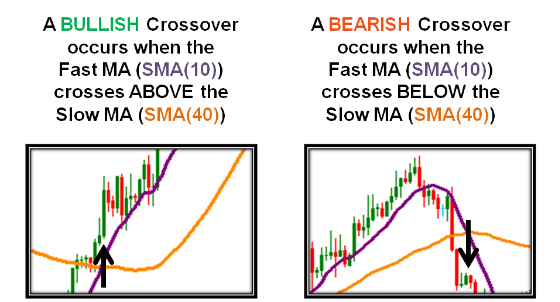 A BULLISH Crossover
occurs when the
Fast MA (SMA(10))
crosses ABOVE the
Slow MA (SMA(40))
A BEARISH Crossover
occurs when the
Fast MA (SMA(10))
crosses BELOW the
Slow MA (SMA(40))